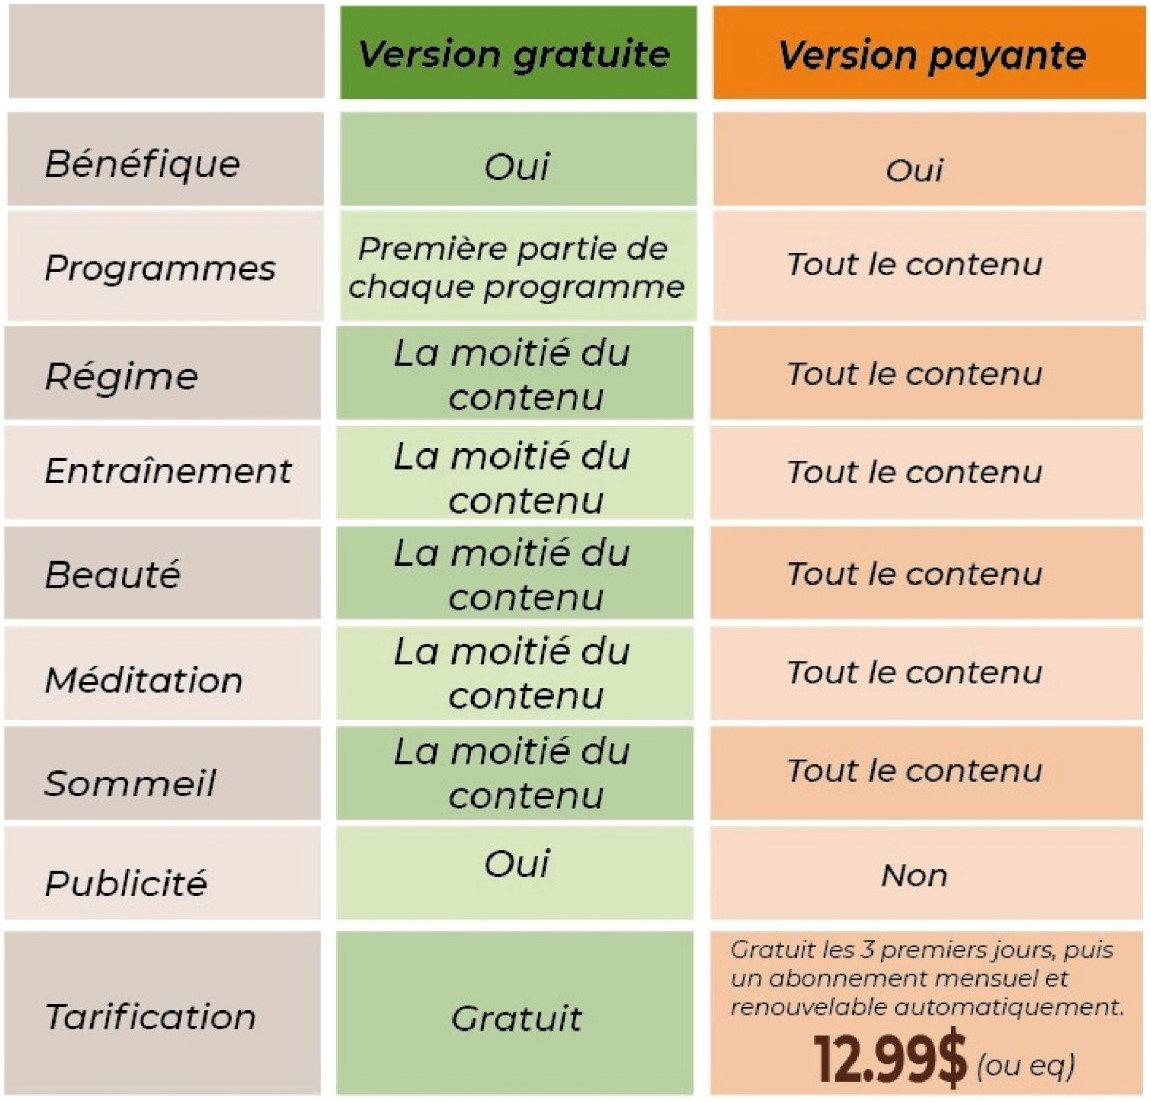 Version gratuite
Version payante
Bénéfique
Oui
Oui
Programmes
Première partie de
chaque programme
Tout le contenu
Régime
La moitié du
contenu
Tout le contenu
Entraînement
La moitié du
contenu
Tout le contenu
Beauté
La moitié du
contenu
Tout le contenu
Méditation
La moitié du
contenu
Tout le contenu
Sommeil
La moitié du
contenu
Tout le contenu
Publicité
Oui
Non
Tarification
Gratuit
Gratuit les 3 premiers jours, puis
un abonnement mensuel et
renouvelable automatiquement.
12.99$ (ou eq)